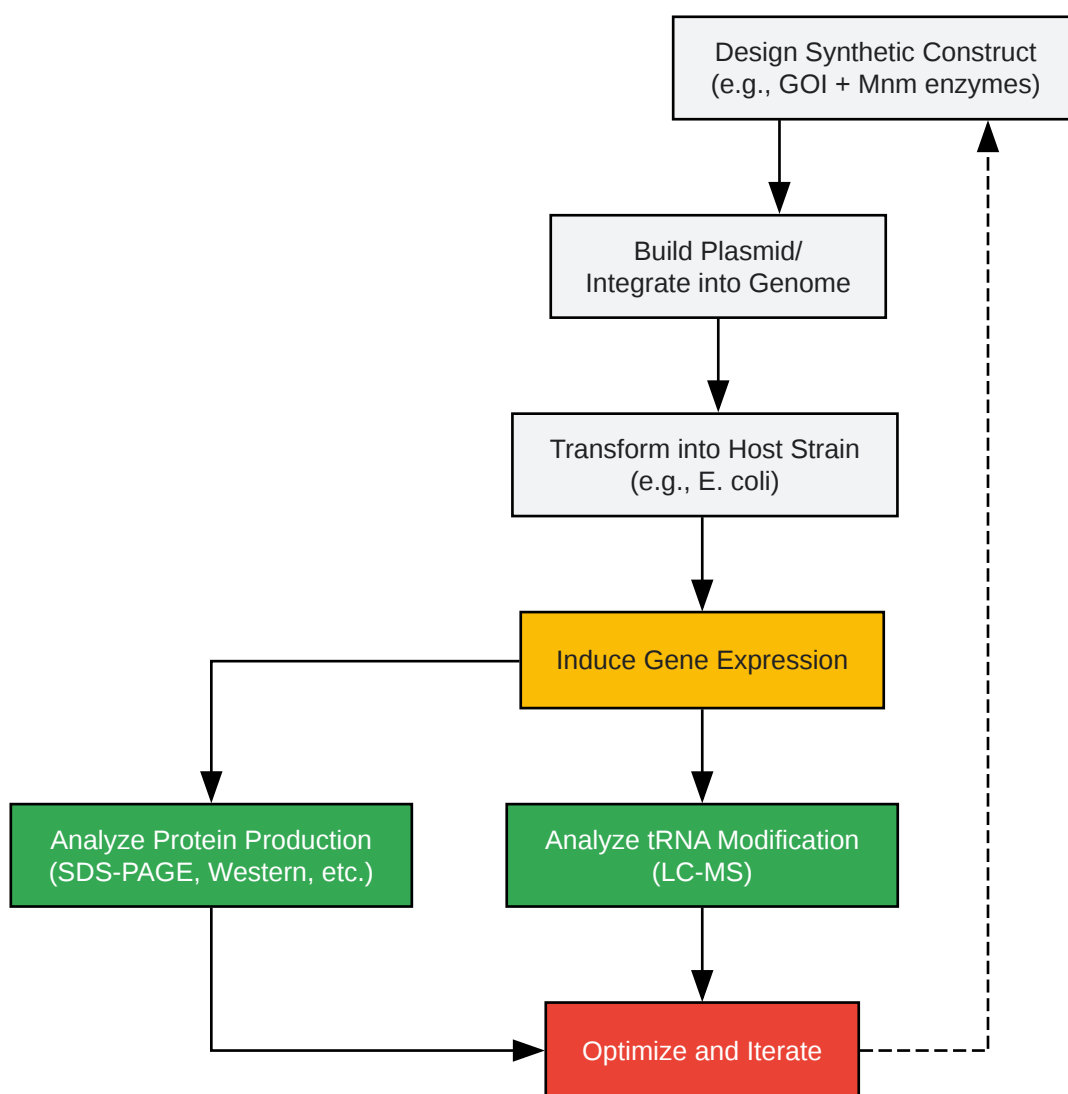 Design Synthetic Construct
(e.g., GOI + Mnm enzymes)
Build Plasmid/
Integrate into Genome
Transform into Host Strain
(e.g., E. coli)
Induce Gene Expression
Analyze Protein Production
(SDS-PAGE, Western, etc.)
Analyze tRNA Modification
(LC-MS)
Optimize and Iterate